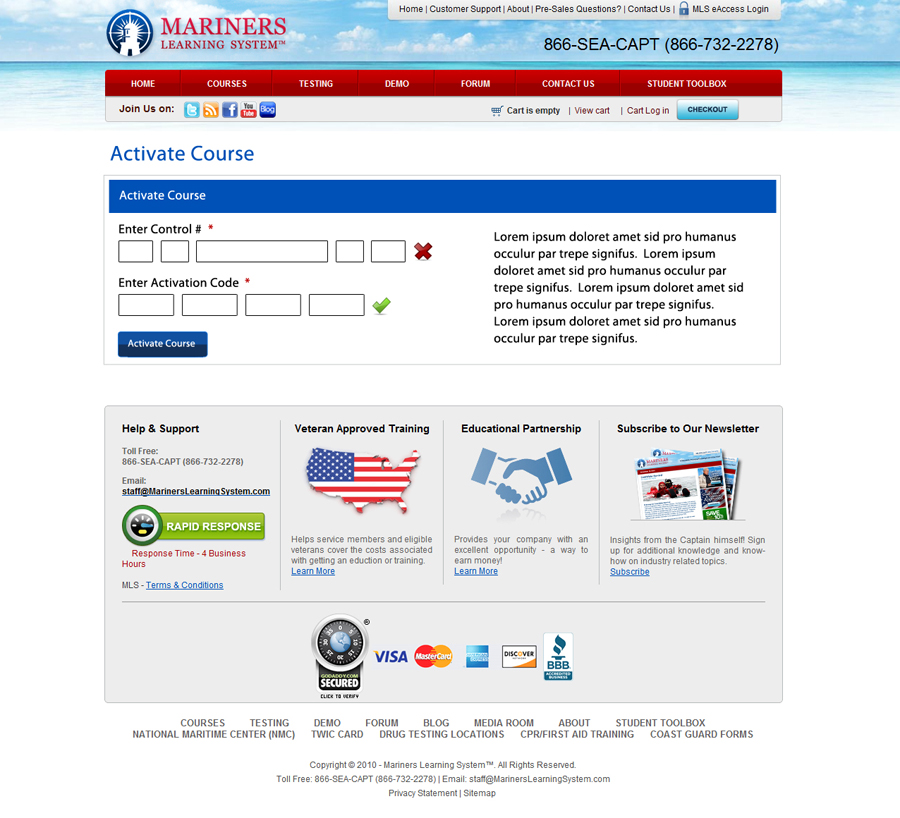 Home | Customer Support | About | Pre-Sales Questions? | Contact Us | MLS eAccess Login
MARINERS
LEARNING SYSTEM™
866-SEA-CAPT (866-732-2278)
HOME COURSES TESTING DEMO FORUM CONTACT US STUDENT TOOLBOX
Join Us on: You Tube Blog Cart is empty | View cart | Cart Log in CHECKOUT
Activate Course
Activate Course
Enter Control # *
Enter Activation Code *
Activate Course
Lorem ipsum doloret amet sid pro humanus
occulur par trepe signifus. Lorem ipsum
doloret amet sid pro humanus occulur par
trepe signifus. Lorem ipsum doloret amet sid
pro humanus occulur par trepe signifus.
Lorem ipsum doloret amet sid pro humanus
occulur par trepe signifus.
Help & Support
Toll Free:
866-SEA-CAPT (866-732-2278)
Email:
staff@MarinersLearningSystem.com
RAPID RESPONSE
Response Time - 4 Business
Hours
MLS - Terms & Conditions
Veteran Approved Training
Helps service members and eligible
veterans cover the costs associated
with getting an eduction or training.
Learn More
Educational Partnership
Provides your company with an
excellent opportunity - a way to
earn money!
Learn More
Subscribe to Our Newsletter
MARINERS
SAVE
Insights from the Captain himself! Sign
up for additional knowledge and know-
how on industry related topics.
Subscribe
GODADDY.COM
SECURED
CLICK TO VERIFY
VISA MasterCard DISCOVER
BBB
ACCREDITED
BUSINESS
COURSES TESTING DEMO FORUM BLOG MEDIA ROOM ABOUT STUDENT TOOLBOX
NATIONAL MARITIME CENTER (NMC) TWIC CARD DRUG TESTING LOCATIONS CPR/FIRST AID TRAINING COAST GUARD FORMS
Copyright © 2010 - Mariners Learning System™. All Rights Reserved.
Toll Free: 866-SEA-CAPT (866-732-2278) | Email: staff@MarinersLearningSystem.com
Privacy Statement | Sitemap